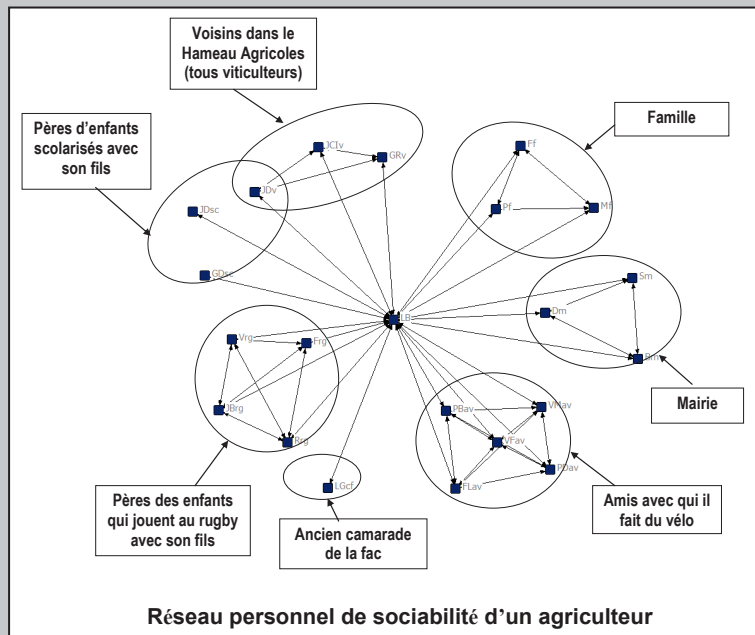 Voisins dans le
Hameau Agricoles
(tous viticulteurs)
Famille
Pères d'enfants
scolarisés avec
son fils
JCIv
GRv
JDv
JDsc
GDsc
Ff
Pf
Mf
Sm
Dm
Bm
LB
Mairie
Vrg
Frg
JBrg
Rrg
PBav
VMav
VFav
PDav
FLav
LGcf
Pères des enfants
qui jouent au rugby
avec son fils
Ancien camarade
de la fac
Amis avec qui il
fait du vélo
Réseau personnel de sociabilité d'un agriculteur